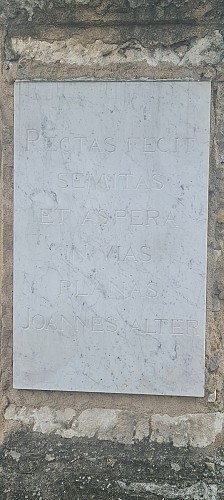 RECTAS FECIT
SEMITAS
ET ASPERA
IN VIAS
PLANAS
JOANNES ALTER